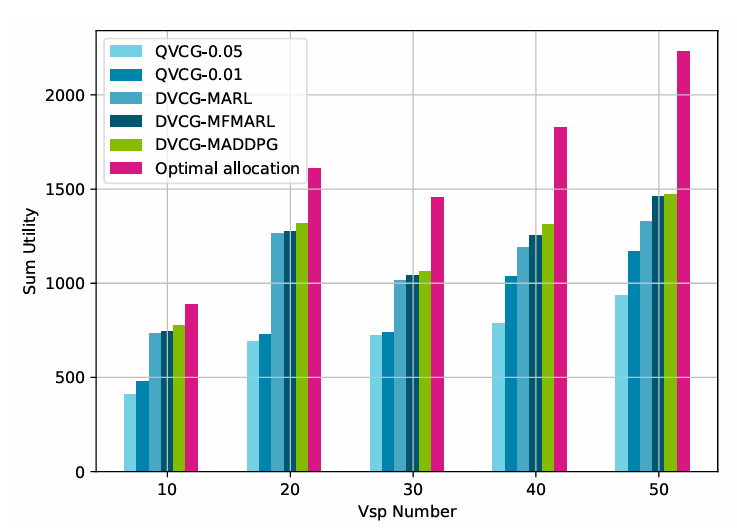 QVCG-0.05
QVCG-0.01
DVCG-MARL
DVCG-MFMARL
DVCG-MADDPG
Optimal allocation
2000
1500
1000
500
0
Sum Utility
10 20 30 40 50
Vsp Number